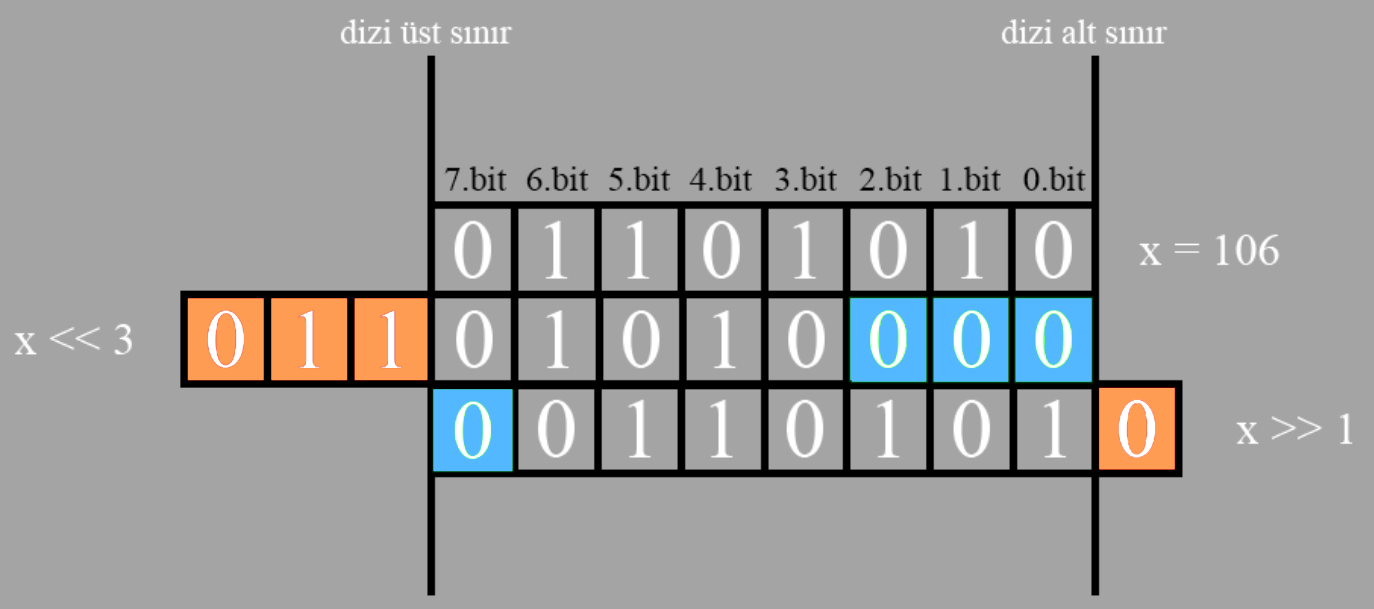 dizi üst sınır dizi alt sınır
7.bit 6.bit 5.bit 4.bit 3.bit 2.bit 1.bit 0.bit
0 1 1 0 1 0 1 0 x = 106
x << 3 0 1 1 0 1 0 1 0 0 0 0
0 0 1 1 0 1 0 1 0 x >> 1